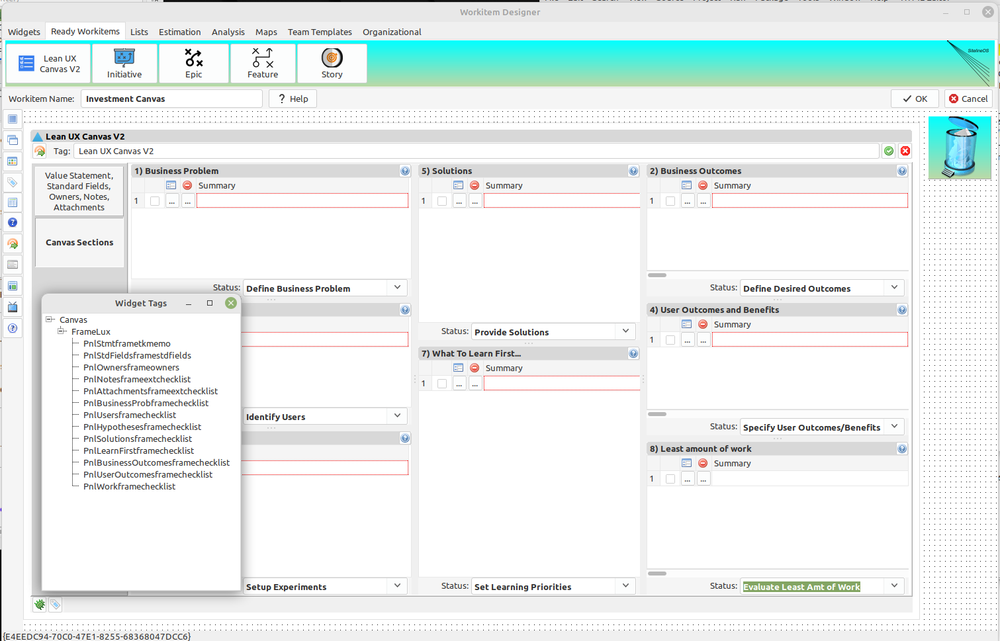 Workitem Designer
Widgets Ready Workitems Lists Estimation Analysis Maps Team Templates Organizational
Lean UX
Canvas V2
Initiative
Epic
Feature
Story
SitelineOS
Workitem Name: Investment Canvas ? Help OK Cancel
Lean UX Canvas V2
Tag: Lean UX Canvas V2
Value Statement,
Standard Fields,
Owners, Notes,
Attachments
Canvas Sections
1) Business Problem
Summary
1 ... ...
Status: Define Business Problem
Identify Users
Setup Experiments
5) Solutions
Summary
1 ... ...
Status: Provide Solutions
7) What To Learn First...
Summary
1 ... ...
Status: Set Learning Priorities
2) Business Outcomes
Summary
1 ... ...
Status: Define Desired Outcomes
4) User Outcomes and Benefits
Summary
1 ... ...
Status: Specify User Outcomes/Benefits
8) Least amount of work
Summary
1 ... ...
Status: Evaluate Least Amt of Work
Widget Tags
Canvas
FrameLux
PnlStmtframetkmemo
PnlStdFieldsframestdfields
PnlOwnersframeowners
PnlNotesframeextchecklist
PnlAttachmentsframeextchecklist
PnlBusinessProbframechecklist
PnlUsersframechecklist
PnlHypothesesframechecklist
PnlSolutionsframechecklist
PnlLearnFirstframechecklist
PnlBusinessOutcomesframechecklist
PnlUserOutcomesframechecklist
PnlWorkframechecklist
{E4EEDC94-70C0-47E1-8255-68368047DCC6}